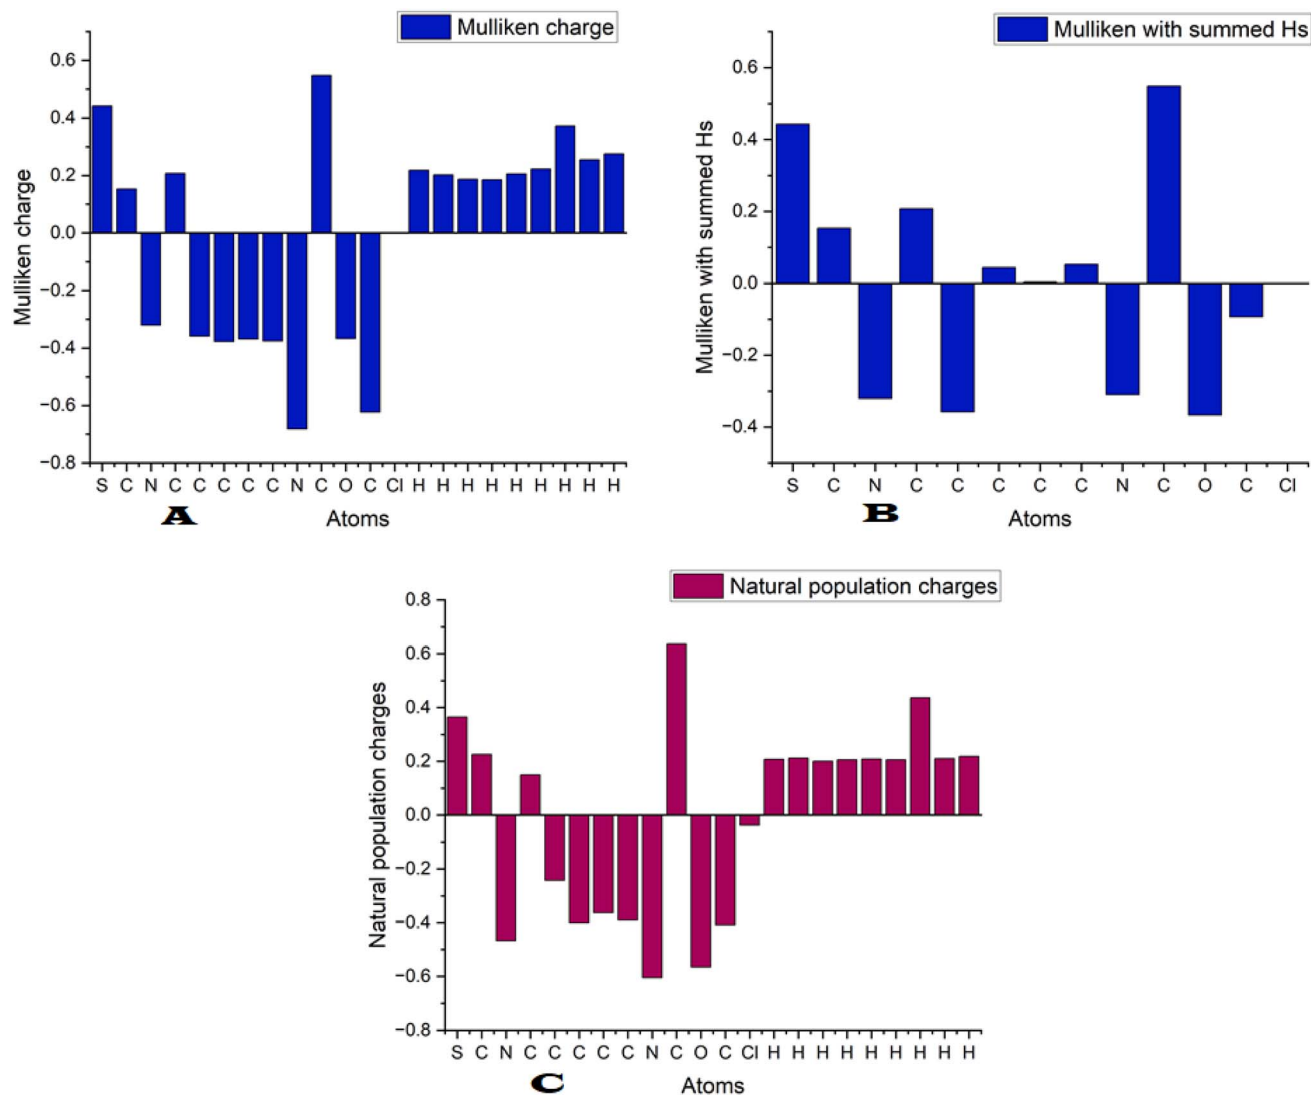 Mulliken charge
Mulliken charge
0.6
0.4
0.2
0.0
−0.2
−0.4
−0.6
−0.8
S C N C C C C C N C O C Cl H H H H H H H H H
A
Atoms
Mulliken with summed Hs
Mulliken with summed Hs
0.6
0.4
0.2
0.0
−0.2
−0.4
S C N C C C C C N C O C Cl
B
Atoms
Natural population charges
Natural population charges
0.8
0.6
0.4
0.2
0.0
−0.2
−0.4
−0.6
−0.8
S C N C C C C C N C O C Cl H H H H H H H H H
C
Atoms